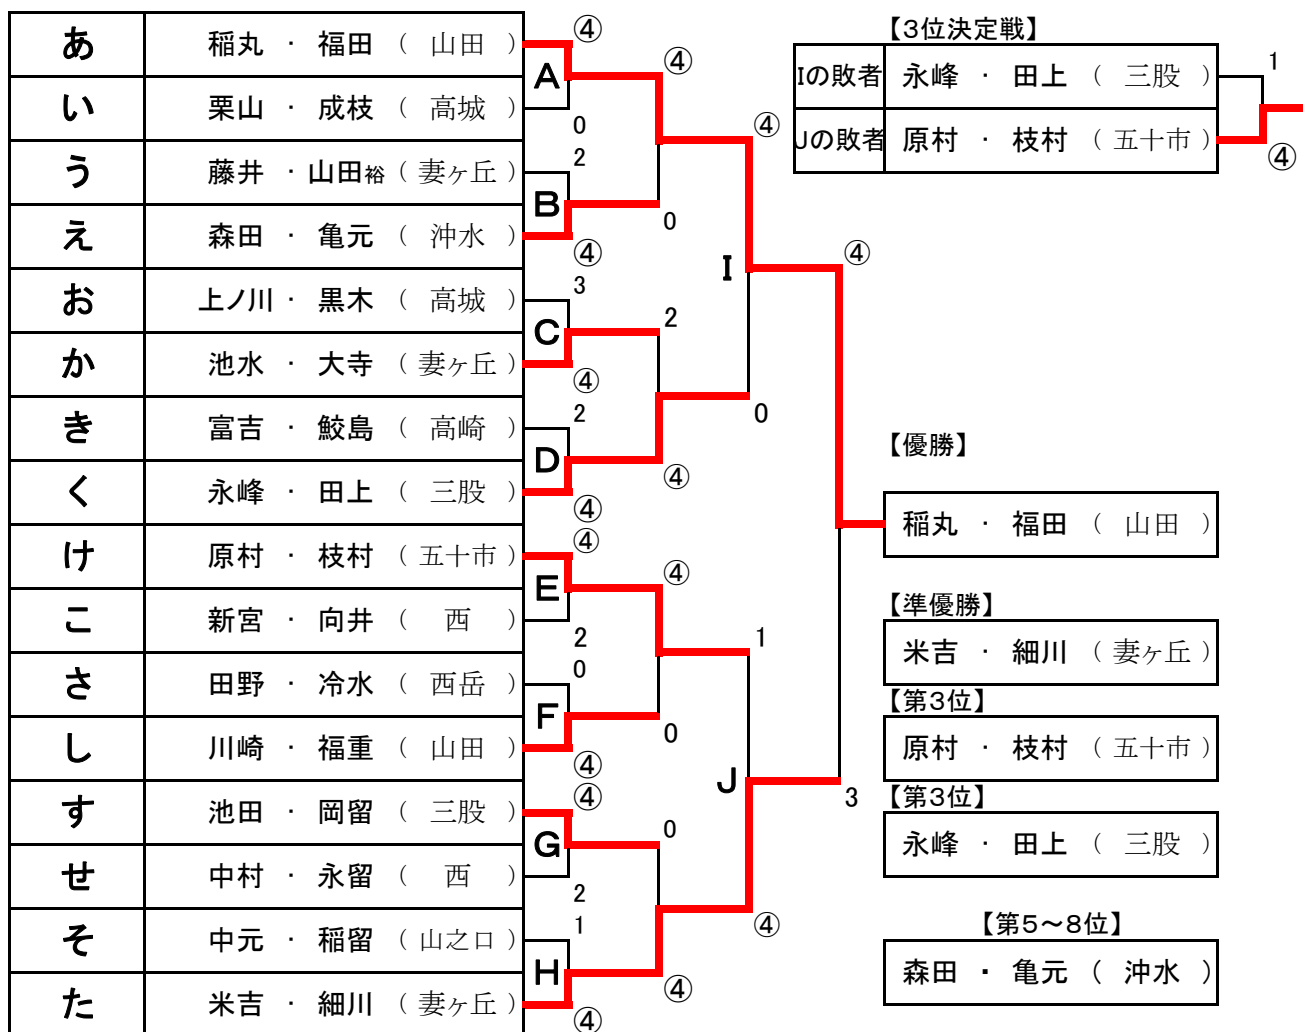 あ 稲丸 ・ 福田 （ 山田 ）
い 栗山 ・ 成枝 （ 高城 ）
う 藤井 ・ 山田裕 （ 妻ヶ丘 ）
え 森田 ・ 亀元 （ 沖水 ）
お 上ノ川 ・ 黒木 （ 高城 ）
か 池水 ・ 大寺 （ 妻ヶ丘 ）
き 富吉 ・ 鮫島 （ 高崎 ）
く 永峰 ・ 田上 （ 三股 ）
け 原村 ・ 枝村 （ 五十市 ）
こ 新宮 ・ 向井 （ 西 ）
さ 田野 ・ 冷水 （ 西岳 ）
し 川崎 ・ 福重 （ 山田 ）
す 池田 ・ 岡留 （ 三股 ）
せ 中村 ・ 永留 （ 西 ）
そ 中元 ・ 稲留 （ 山之口 ）
た 米吉 ・ 細川 （ 妻ヶ丘 ）
④
A
0
2
B
④
3
C
④
2
D
④
④
E
2
0
F
④
④
G
2
1
H
④
④
0
2
④
④
0
0
④
④
I
0
1
J
④
④
3
【3位決定戦】
Iの敗者 永峰 ・ 田上 （ 三股 ）
1
Jの敗者 原村 ・ 枝村 （ 五十市 ）
④
【優勝】
稲丸 ・ 福田 （ 山田 ）
【準優勝】
米吉 ・ 細川 （ 妻ヶ丘 ）
【第3位】
原村 ・ 枝村 （ 五十市 ）
【第3位】
永峰 ・ 田上 （ 三股 ）
【第5～8位】
森田 ・ 亀元 （ 沖水 ）